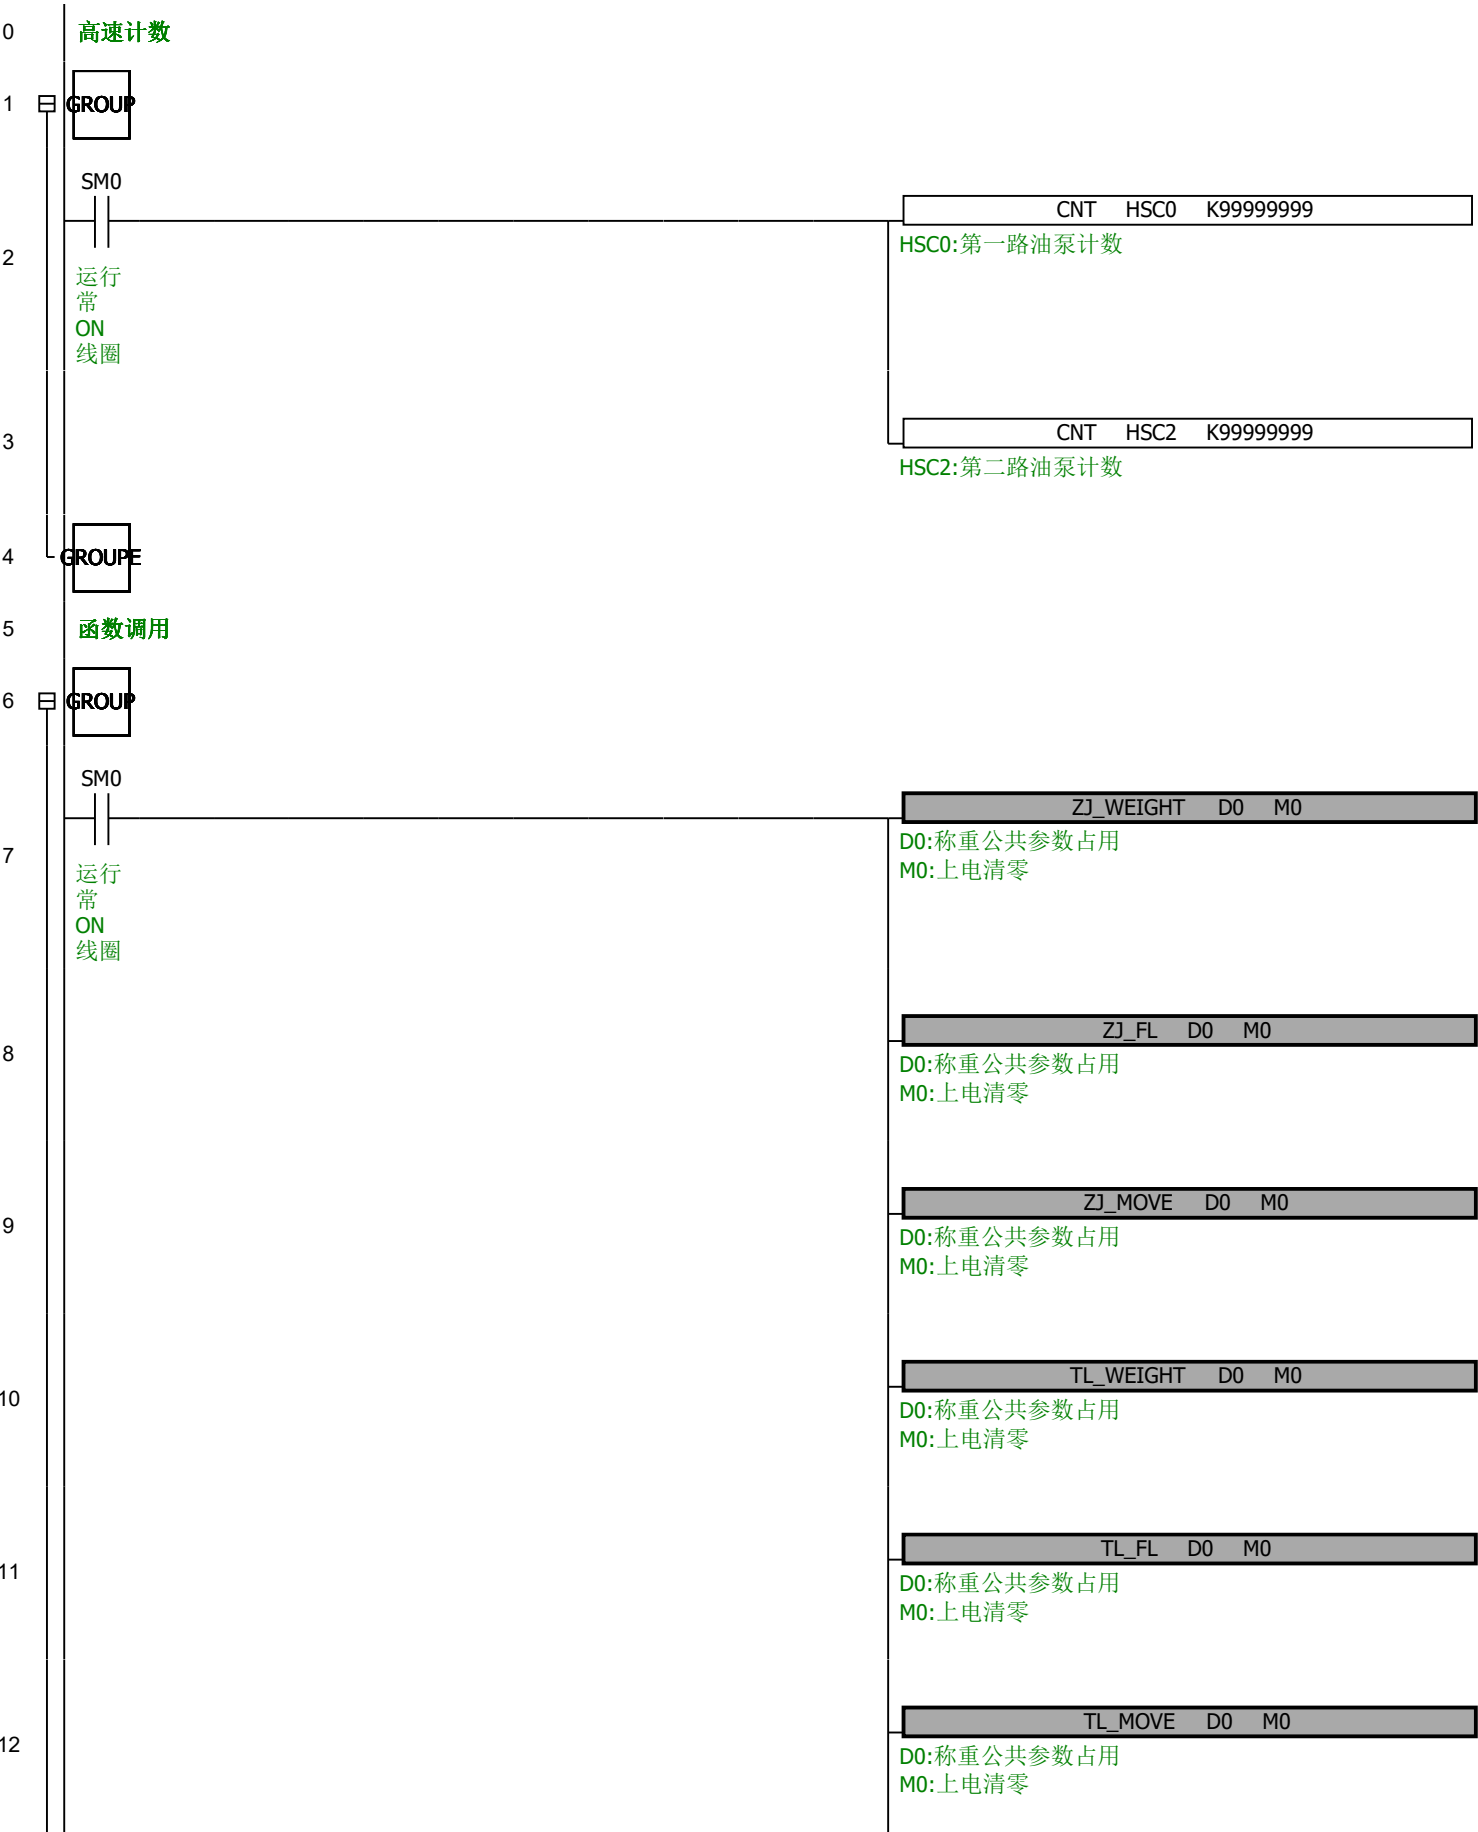 0 高速计数
1 GROUP
SM0
CNT HSC0 K99999999
HSC0:第一路油泵计数
2
运行
常
ON
线圈
CNT HSC2 K99999999
3
HSC2:第二路油泵计数
4 GROUPE
5 函数调用
6 GROUP
SM0
ZJ_WEIGHT D0 M0
D0:称重公共参数占用
7
M0:上电清零
运行
常
ON
线圈
ZJ_FL D0 M0
8
D0:称重公共参数占用
M0:上电清零
ZJ_MOVE D0 M0
9
D0:称重公共参数占用
M0:上电清零
TL_WEIGHT D0 M0
10
D0:称重公共参数占用
M0:上电清零
TL_FL D0 M0
11
D0:称重公共参数占用
M0:上电清零
TL_MOVE D0 M0
12
D0:称重公共参数占用
M0:上电清零